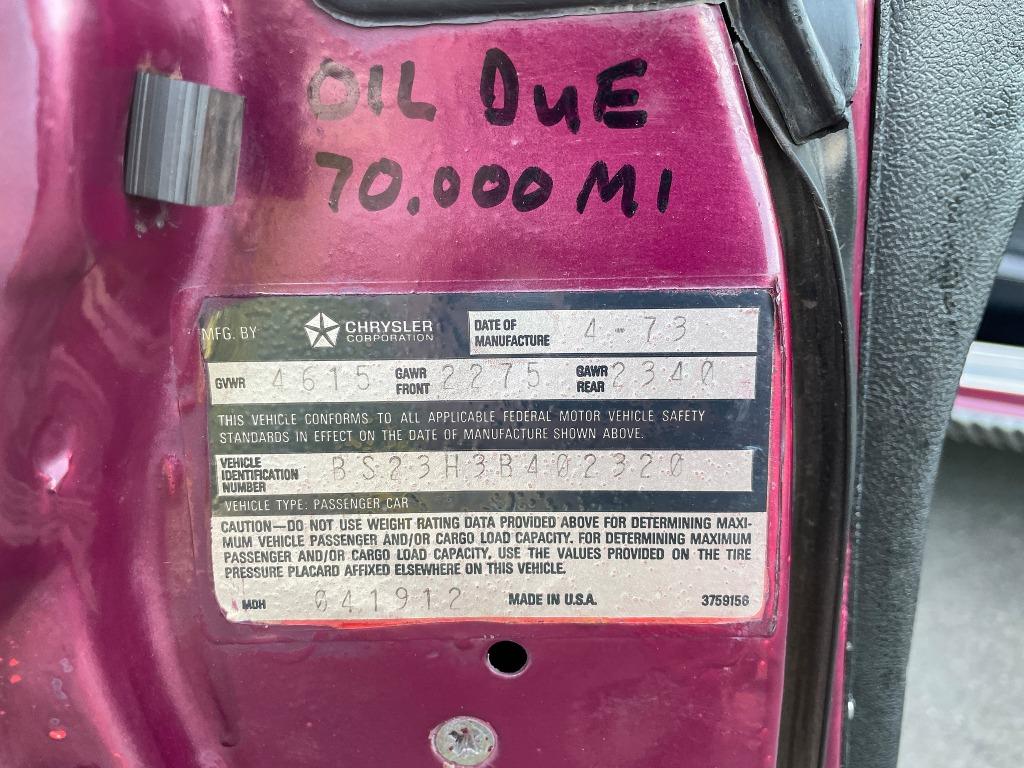 OIL DuE
70.000 MI
MFG. BY CHRYSLER CORPORATION DATE OF MANUFACTURE 4-73
GVWR 4615 GAWR FRONT 2275 GAWR REAR 2340
THIS VEHICLE CONFORMS TO ALL APPLICABLE FEDERAL MOTOR VEHICLE SAFETY
STANDARDS IN EFFECT ON THE DATE OF MANUFACTURE SHOWN ABOVE.
VEHICLE IDENTIFICATION NUMBER BS23H3B402320
VEHICLE TYPE: PASSENGER CAR
CAUTION—DO NOT USE WEIGHT RATING DATA PROVIDED ABOVE FOR DETERMINING MAXI-
MUM VEHICLE PASSENGER AND/OR CARGO LOAD CAPACITY. FOR DETERMINING MAXIMUM
PASSENGER AND/OR CARGO LOAD CAPACITY, USE THE VALUES PROVIDED ON THE TIRE
PRESSURE PLACARD AFFIXED ELSEWHERE ON THIS VEHICLE.
MDH 041912 MADE IN U.S.A. 3759156